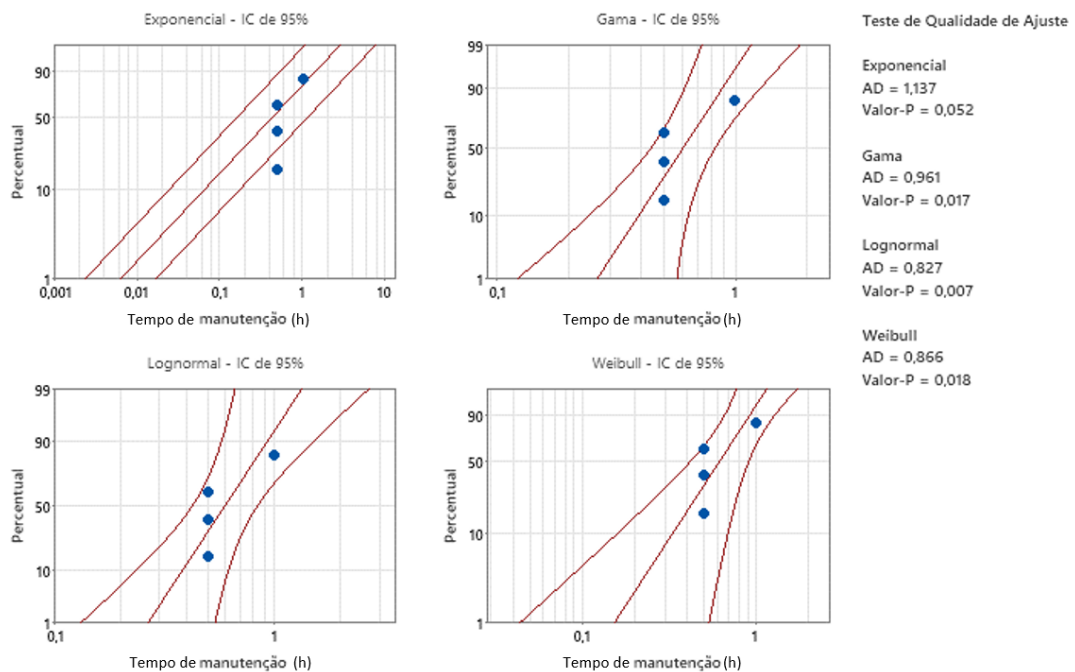 Exponencial - IC de 95%
Percentual
90
50
10
1
0,001
0,01
0,1
1
10
Tempo de manutenção (h)
Gama - IC de 95%
Percentual
99
90
50
10
1
0,1
1
Tempo de manutenção (h)
Lognormal - IC de 95%
Percentual
99
90
50
10
1
0,1
1
Tempo de manutenção (h)
Weibull - IC de 95%
Percentual
90
50
10
1
0,1
1
Tempo de manutenção (h)
Teste de Qualidade de Ajuste
Exponencial
AD = 1,137
Valor-P = 0,052
Gama
AD = 0,961
Valor-P = 0,017
Lognormal
AD = 0,827
Valor-P = 0,007
Weibull
AD = 0,866
Valor-P = 0,018